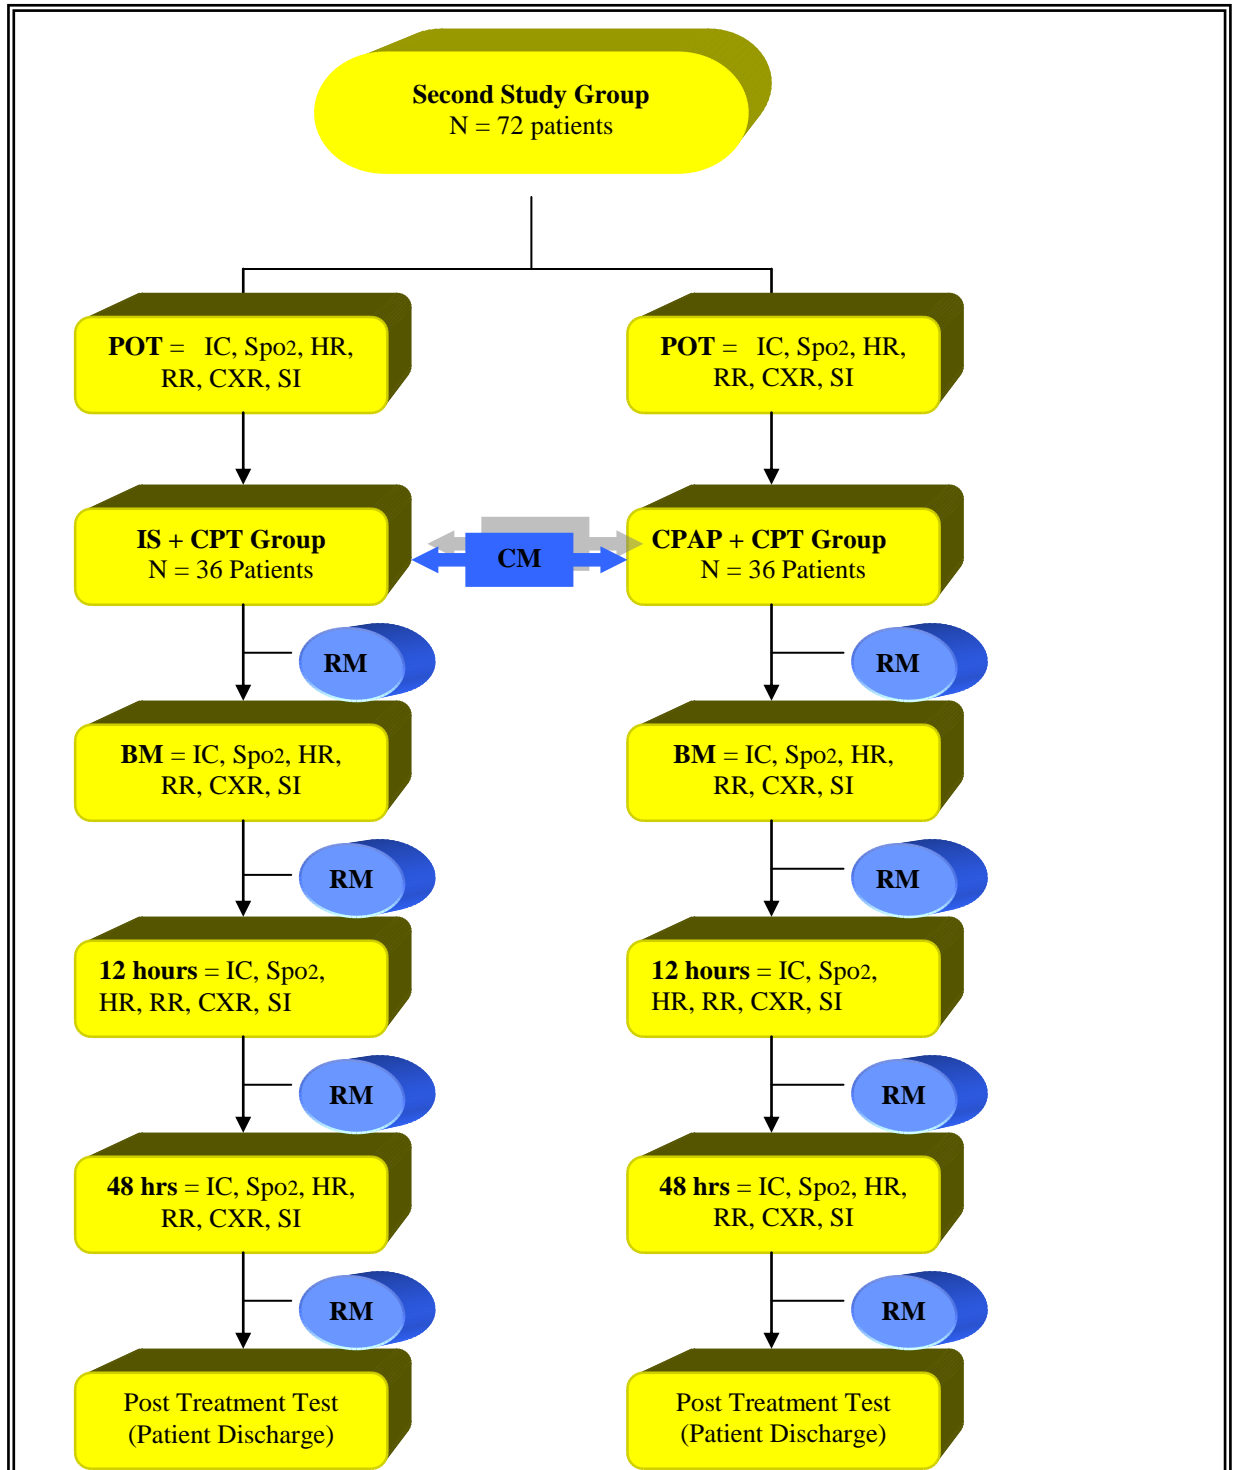 Second Study Group
N = 72 patients
POT =   IC, Spo2, HR,
RR, CXR, SI
POT =   IC, Spo2, HR,
RR, CXR, SI
IS + CPT Group
N = 36 Patients
CM
CPAP + CPT Group
N = 36 Patients
RM
RM
BM = IC, Spo2, HR,
RR, CXR, SI
BM = IC, Spo2, HR,
RR, CXR, SI
RM
RM
12 hours = IC, Spo2,
HR, RR, CXR, SI
12 hours = IC, Spo2,
HR, RR, CXR, SI
RM
RM
48 hrs = IC, Spo2, HR,
RR, CXR, SI
48 hrs = IC, Spo2, HR,
RR, CXR, SI
RM
RM
Post Treatment Test
(Patient Discharge)
Post Treatment Test
(Patient Discharge)